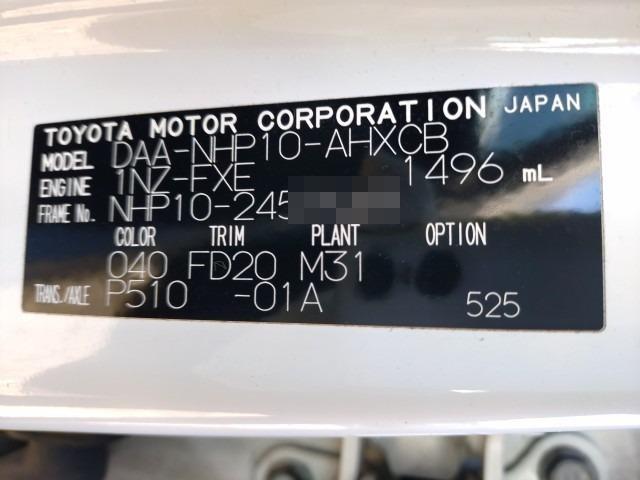 TOYOTA MOTOR CORPORATION JAPAN
MODEL DAA-NHP10-AHXCB
ENGINE 1NZ-FXE 1496 mL
FRAME No. NHP10-245
COLOR TRIM PLANT OPTION
040 FD20 M31
TRANS./AXLE P510 -01A 525